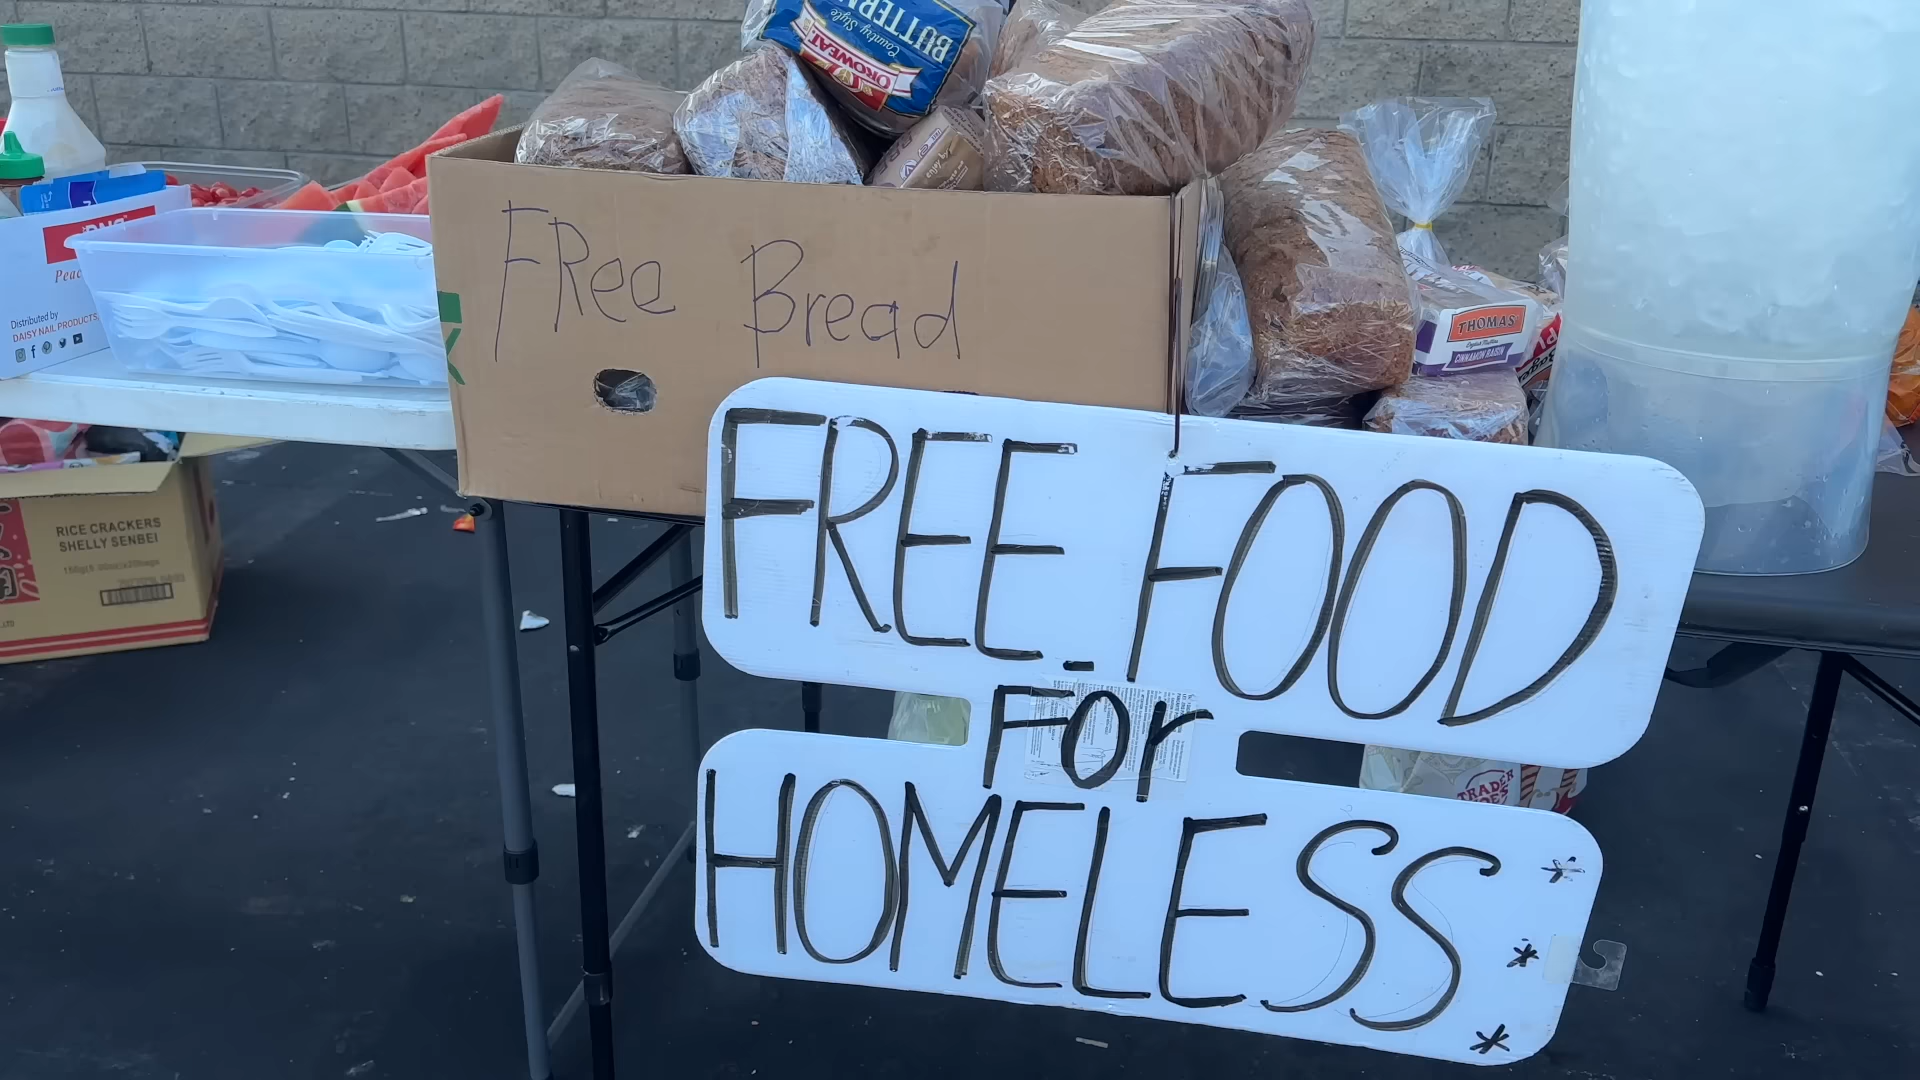 BUTTER
Country Style
OROWEAT
FRee Bread
THOMAS'
CINNAMON RAISIN
Distributed by
DAISY NAIL PRODUCTS
RICE CRACKERS
SHELLY SENBEI
FREE FOOD
FOr
HOMELESS
TRADER
JOE'S